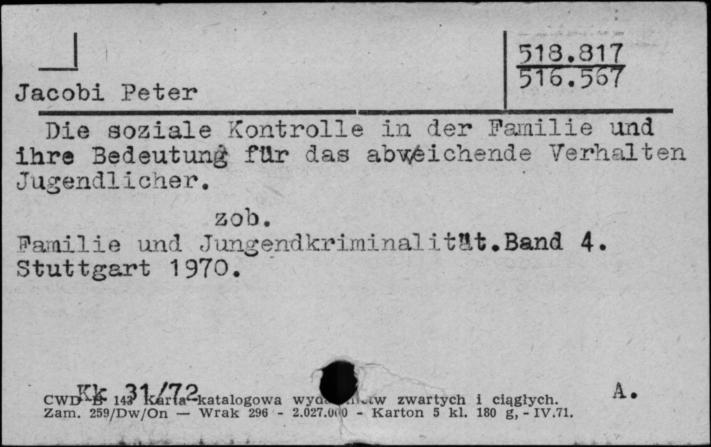 518.817
516.567
Jacobi Peter
Die soziale Kontrolle in der Familie und
ihre Bedeutung für das abweichende Verhalten
Jugendlicher.
zob.
Familie und Jungendkriminalität.Band 4.
Stuttgart 1970.
Kk 31/72
A.
CWD B 143 Karta katalogowa zwartych i ciągłych.
Zam. 259/Dw/On — Wrak 296 - 2.027.000 - Karton 5 kl. 180 g, - IV.71.